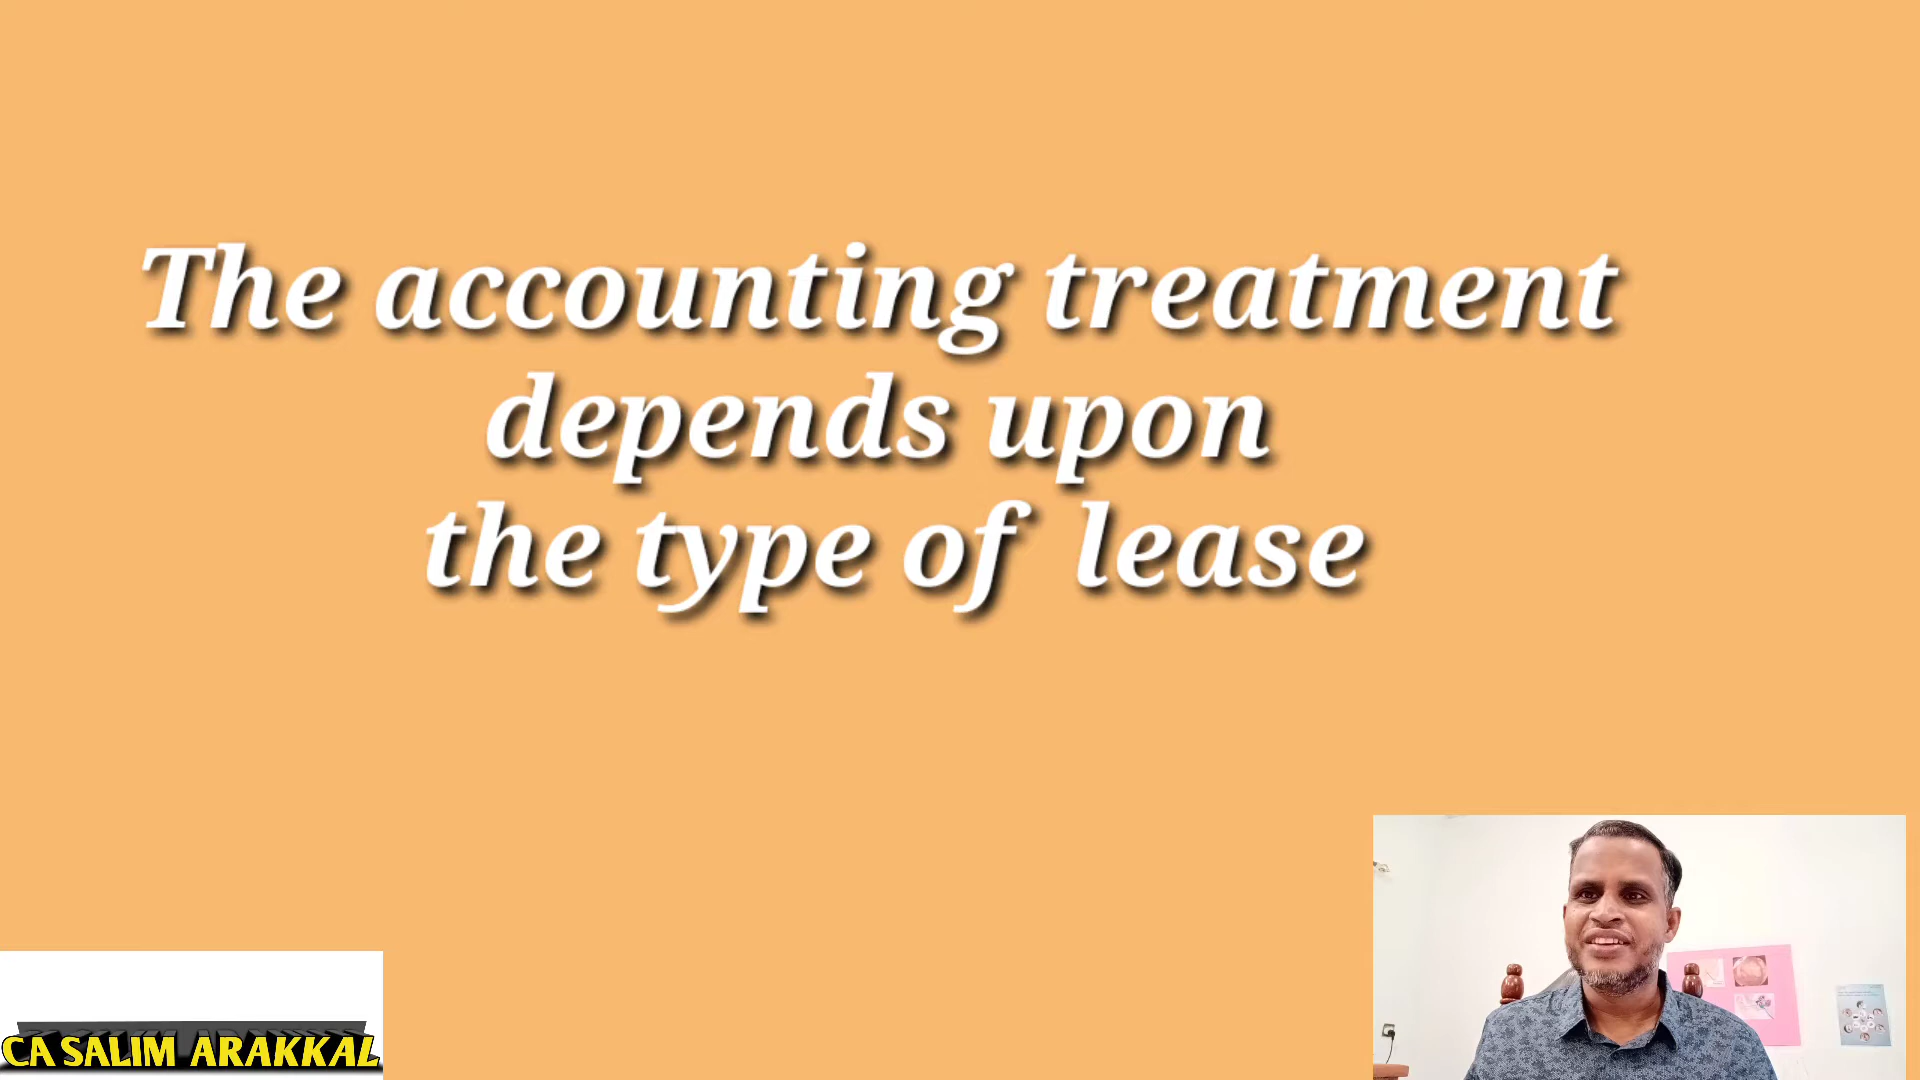 The accounting treatment
depends upon
the type of lease
CA SALIM ARAKKAL